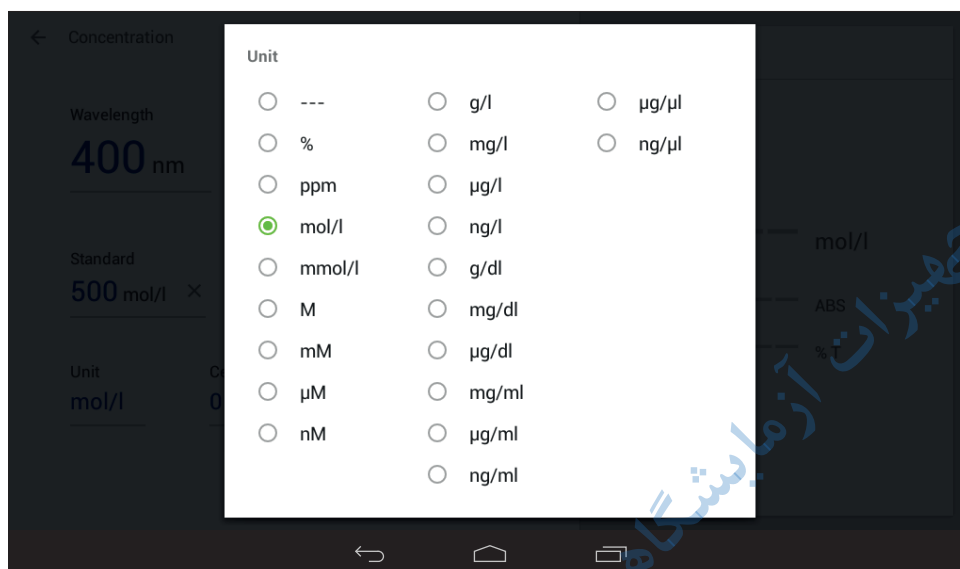 Concentration
Wavelength
400 nm
Standard
500 mol/l ×
Unit
mol/l
0
Unit
---
%
ppm
mol/l
mmol/l
M
mM
µM
nM
g/l
mg/l
µg/l
ng/l
g/dl
mg/dl
µg/dl
mg/ml
µg/ml
ng/ml
µg/µl
ng/µl
mol/l
ABS
% T
تجهیزات آزمایشگاه